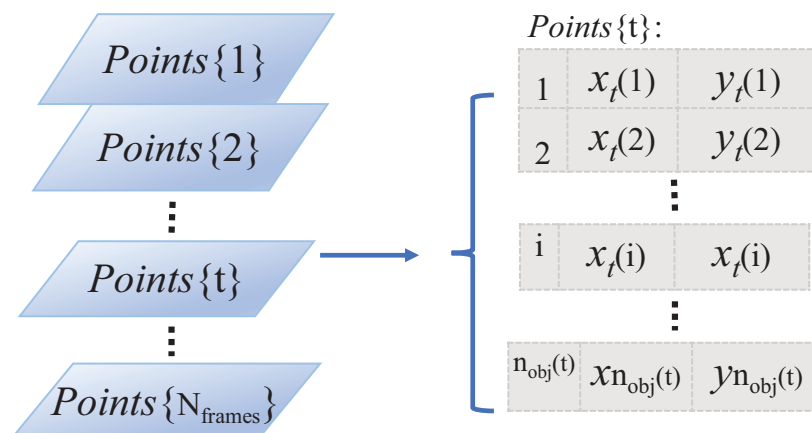 Points{1}
Points{2}
⋮
Points{t}
⋮
Points{N_frames}
Points{t}:
1 x_t(1) y_t(1)
2 x_t(2) y_t(2)
⋮
i x_t(i) x_t(i)
⋮
n_obj(t) xn_obj(t) yn_obj(t)